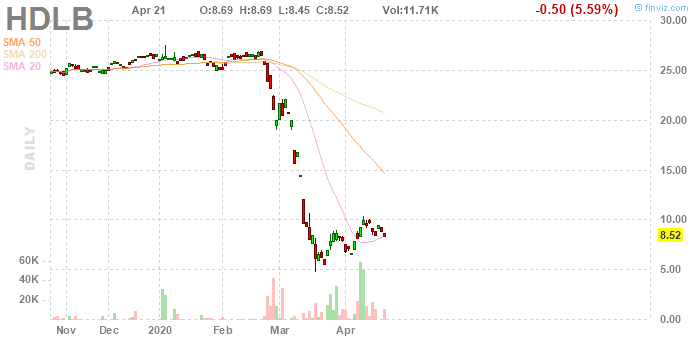 HDLB Apr 21 O:8.69 H:8.69 L:8.45 C:8.52 Vol:11.71K -0.50 (5.59%) © finviz.com
SMA 50
SMA 200
SMA 20
DAILY
30.00
25.00
20.00
15.00
10.00
8.52
5.00
0.00
60K
40K
20K
Nov Dec 2020 Feb Mar Apr